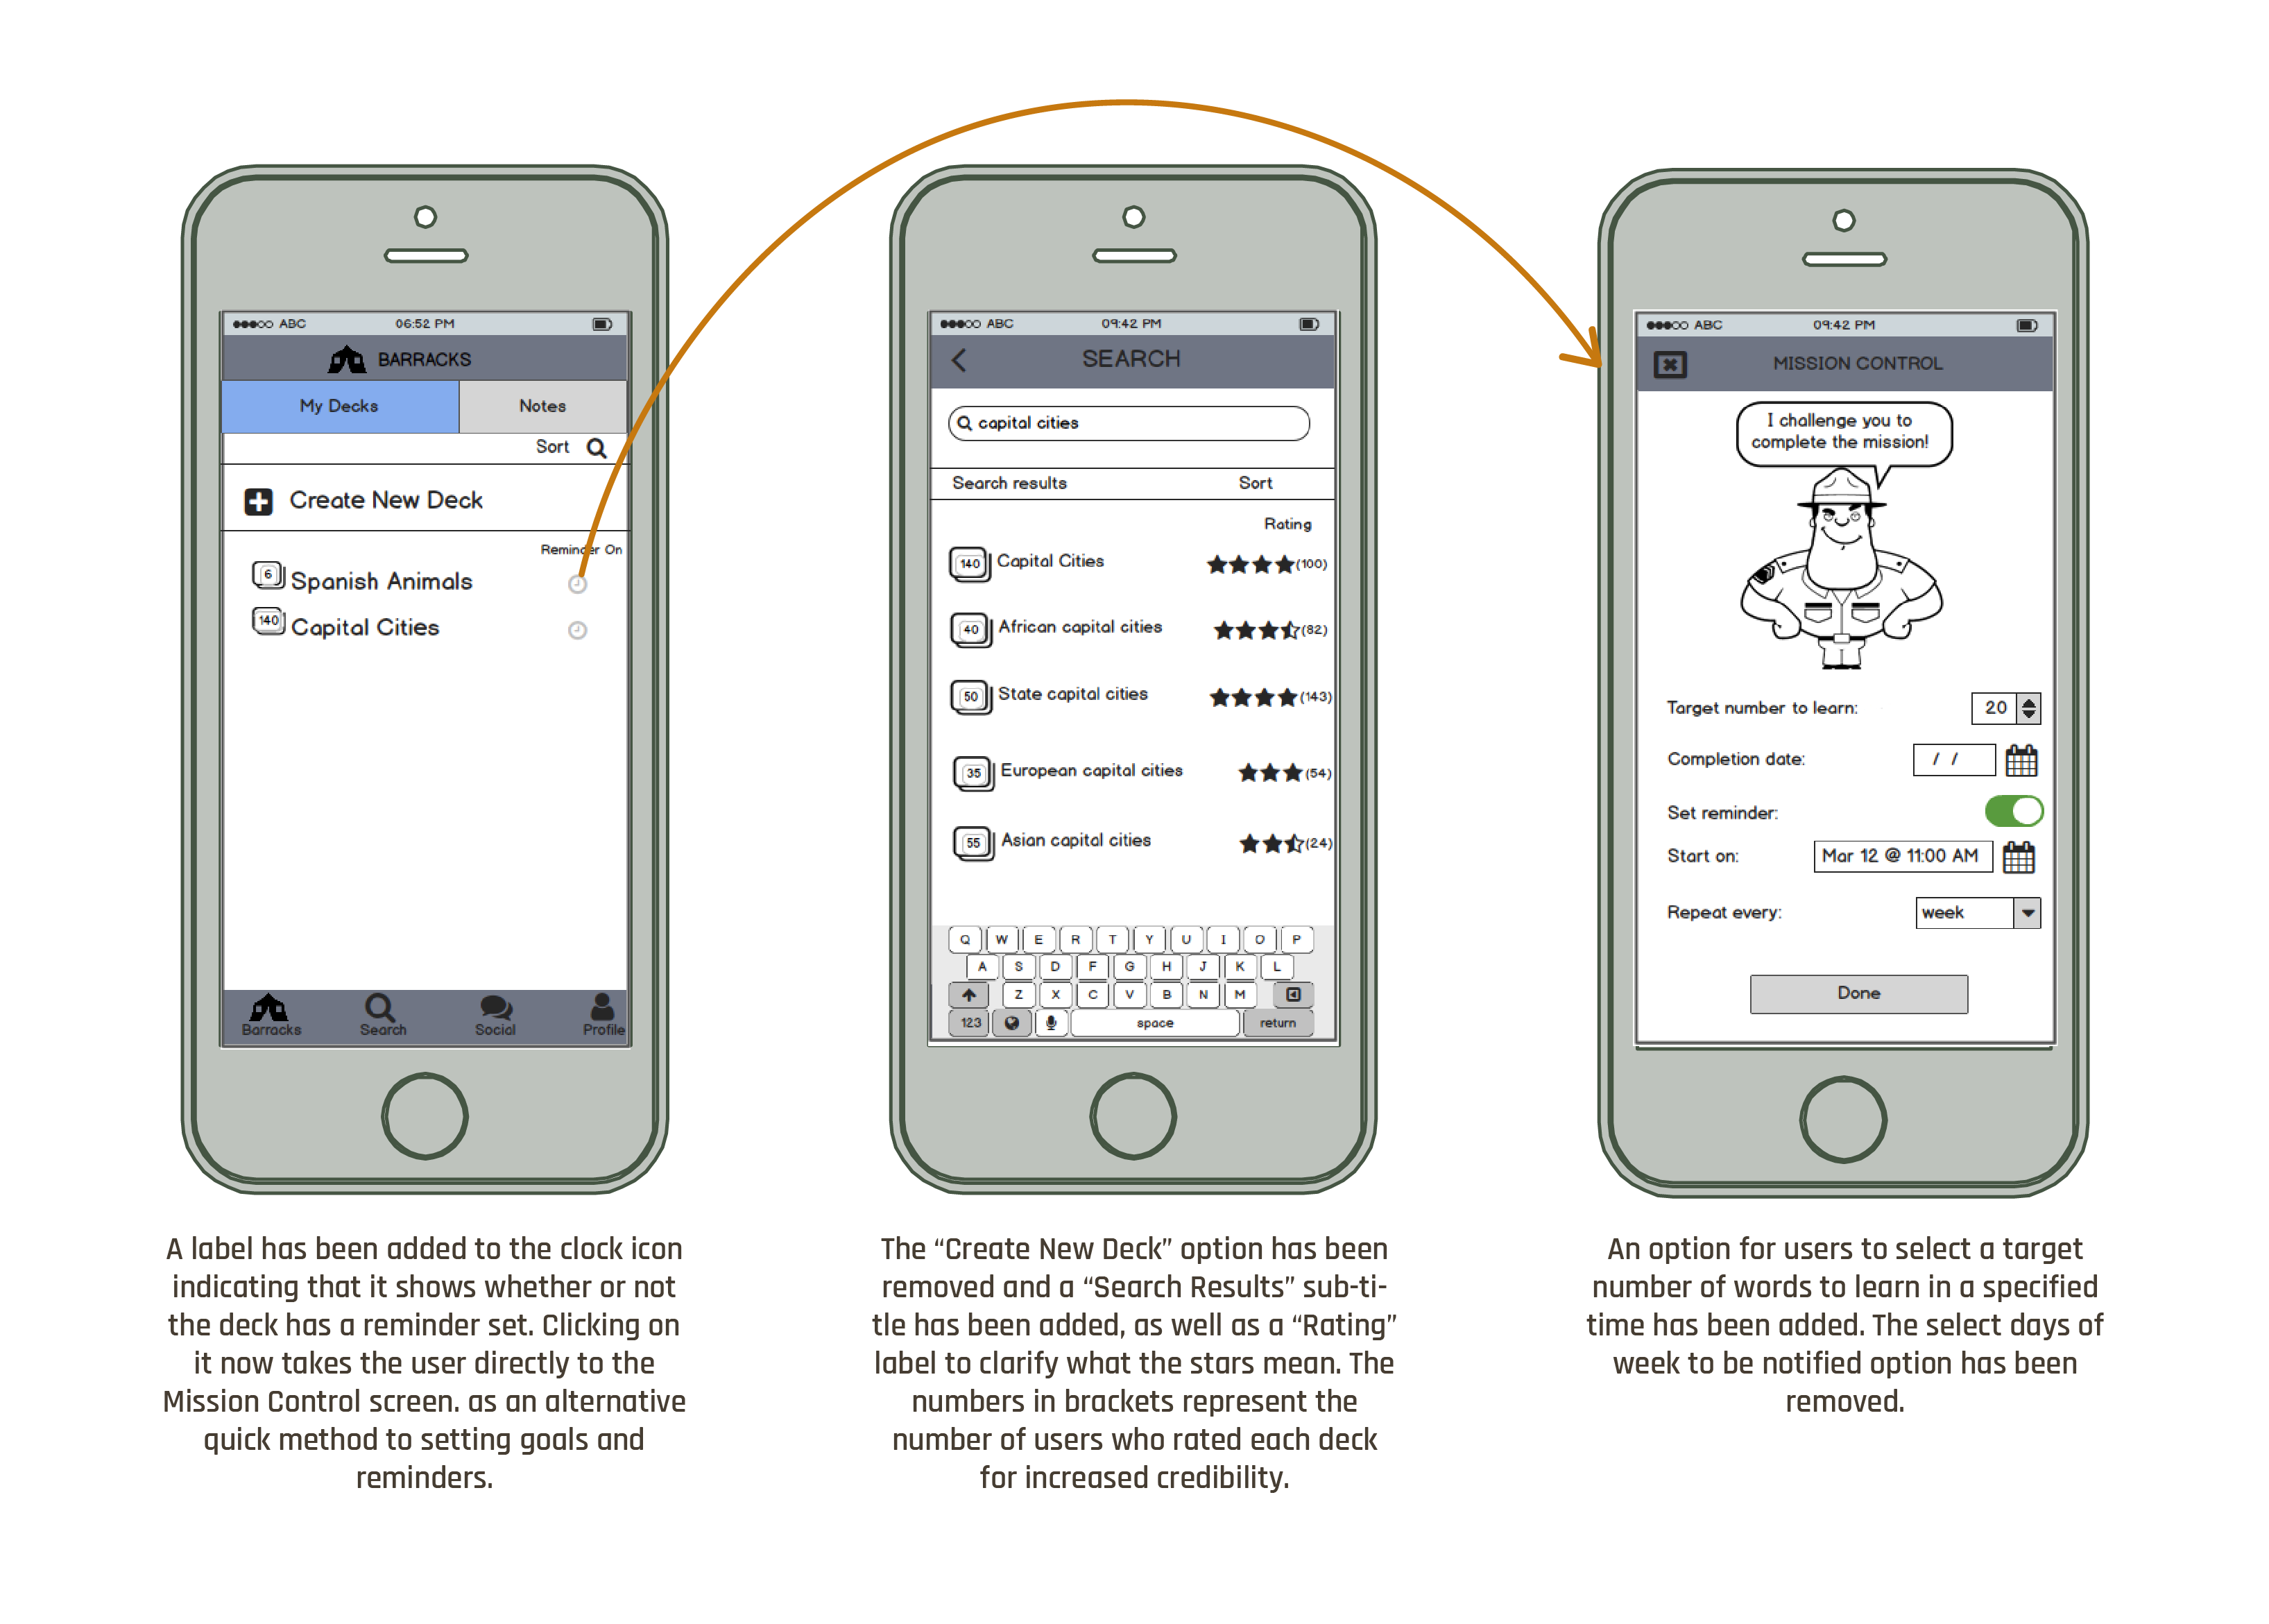 ABC 06:52 PM
BARRACKS
My Decks Notes
Sort
Create New Deck
Reminder On
6 Spanish Animals
140 Capital Cities
Barracks Search Social Profile
A label has been added to the clock icon
indicating that it shows whether or not
the deck has a reminder set. Clicking on
it now takes the user directly to the
Mission Control screen. as an alternative
quick method to setting goals and
reminders.
ABC 09:42 PM
SEARCH
capital cities
Search results Sort
Rating
140 Capital Cities (100)
40 African capital cities (82)
50 State capital cities (143)
35 European capital cities (54)
55 Asian capital cities (24)
Q W E R T Y U I O P
A S D F G H J K L
Z X C V B N M
123 space return
The “Create New Deck” option has been
removed and a “Search Results” sub-ti-
tle has been added, as well as a “Rating”
label to clarify what the stars mean. The
numbers in brackets represent the
number of users who rated each deck
for increased credibility.
ABC 09:42 PM
MISSION CONTROL
I challenge you to
complete the mission!
Target number to learn: 20
Completion date: / /
Set reminder:
Start on: Mar 12 @ 11:00 AM
Repeat every: week
Done
An option for users to select a target
number of words to learn in a specified
time has been added. The select days of
week to be notified option has been
removed.